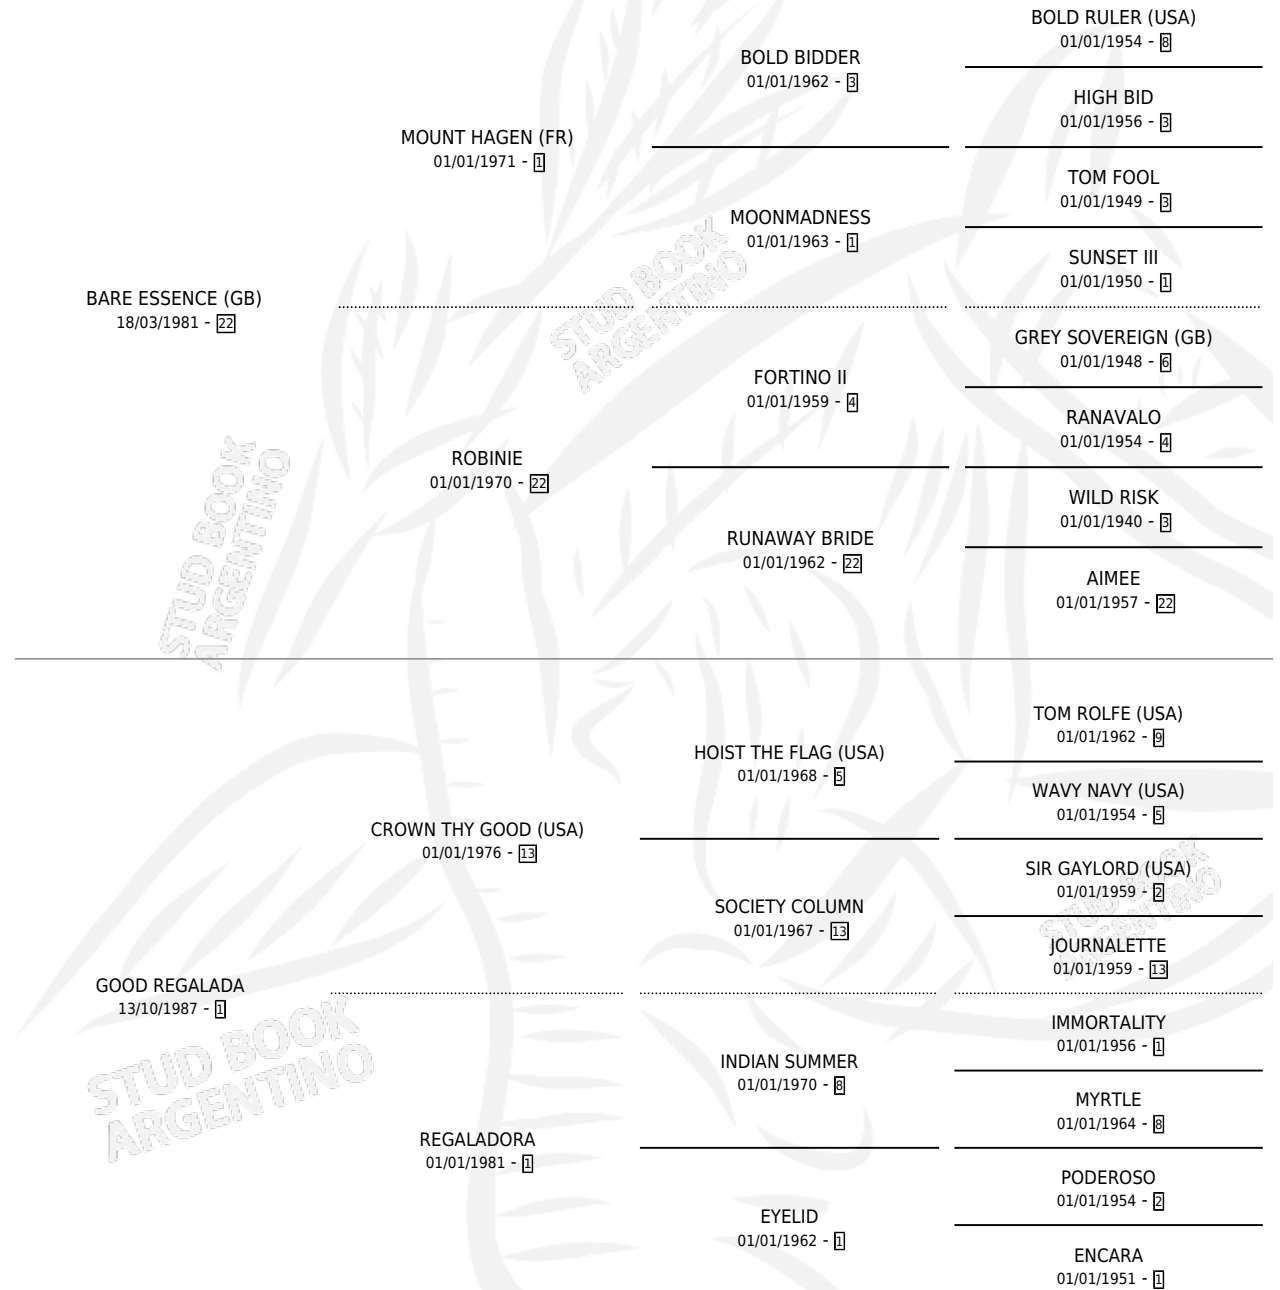 BOLD RULER (USA)
01/01/1954 - 8
BOLD BIDDER
01/01/1962 - 3
HIGH BID
01/01/1956 - 3
MOUNT HAGEN (FR)
01/01/1971 - 1
TOM FOOL
01/01/1949 - 3
MOONMADNESS
01/01/1963 - 1
SUNSET III
01/01/1950 - 1
BARE ESSENCE (GB)
18/03/1981 - 22
STUD BOOK
ARGENTINO
GREY SOVEREIGN (GB)
01/01/1948 - 6
FORTINO II
01/01/1959 - 4
RANAVALO
01/01/1954 - 4
ROBINIE
01/01/1970 - 22
WILD RISK
01/01/1940 - 3
RUNAWAY BRIDE
01/01/1962 - 22
AIMEE
01/01/1957 - 22
STUD BOOK
ARGENTINO
TOM ROLFE (USA)
01/01/1962 - 9
HOIST THE FLAG (USA)
01/01/1968 - 5
WAVY NAVY (USA)
01/01/1954 - 5
CROWN THY GOOD (USA)
01/01/1976 - 13
SIR GAYLORD (USA)
01/01/1959 - 2
SOCIETY COLUMN
01/01/1967 - 13
JOURNALETTE
01/01/1959 - 13
STUD BOOK
ARGENTINO
GOOD REGALADA
13/10/1987 - 1
IMMORTALITY
01/01/1956 - 1
INDIAN SUMMER
01/01/1970 - 8
MYRTLE
01/01/1964 - 8
STUD BOOK
ARGENTINO
REGALADORA
01/01/1981 - 1
PODEROSO
01/01/1954 - 2
EYELID
01/01/1962 - 1
ENCARA
01/01/1951 - 1